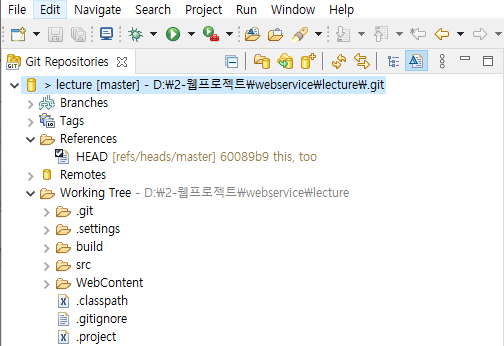 File Edit Navigate Search Project Run Window Help
Git Repositories
> lecture [master] - D:₩2-웹프로젝트₩webservice₩lecture₩.git
Branches
Tags
References
HEAD [refs/heads/master] 60089b9 this, too
Remotes
Working Tree - D:₩2-웹프로젝트₩webservice₩lecture
.git
.settings
build
src
WebContent
.classpath
.gitignore
.project